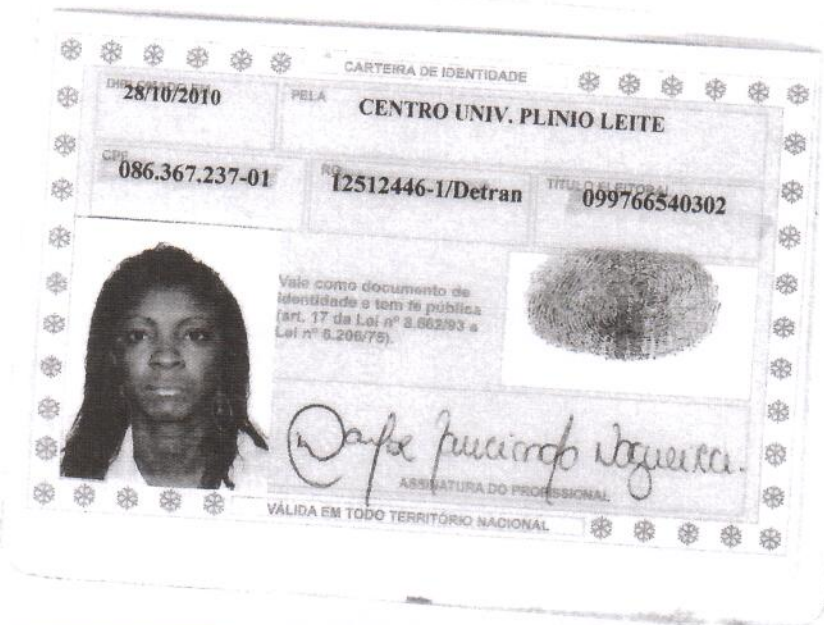 CARTEIRA DE IDENTIDADE
28/10/2010
PELA
CENTRO UNIV. PLINIO LEITE
CPF
086.367.237-01
RG
12512446-1/Detran
TÍTULO ELEITORAL
099766540302
Vale como documento de
identidade e tem fé pública
(art. 17 da Lei nº 8.662/93 e
Lei nº 6.206/75).
Nogueira.
ASSINATURA DO PROFISSIONAL
VÁLIDA EM TODO TERRITÓRIO NACIONAL